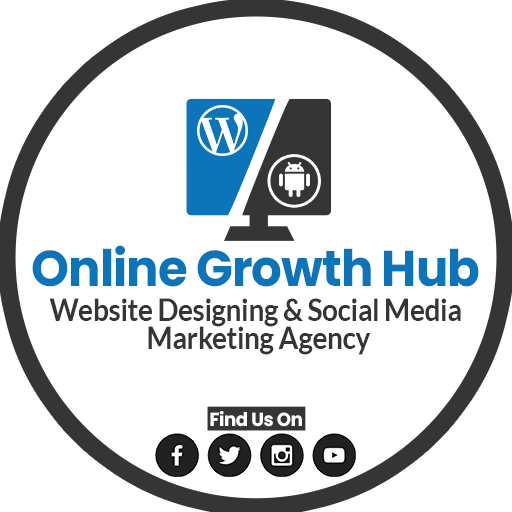 Online Growth Hub
Website Designing & Social Media
Marketing Agency
Find Us On